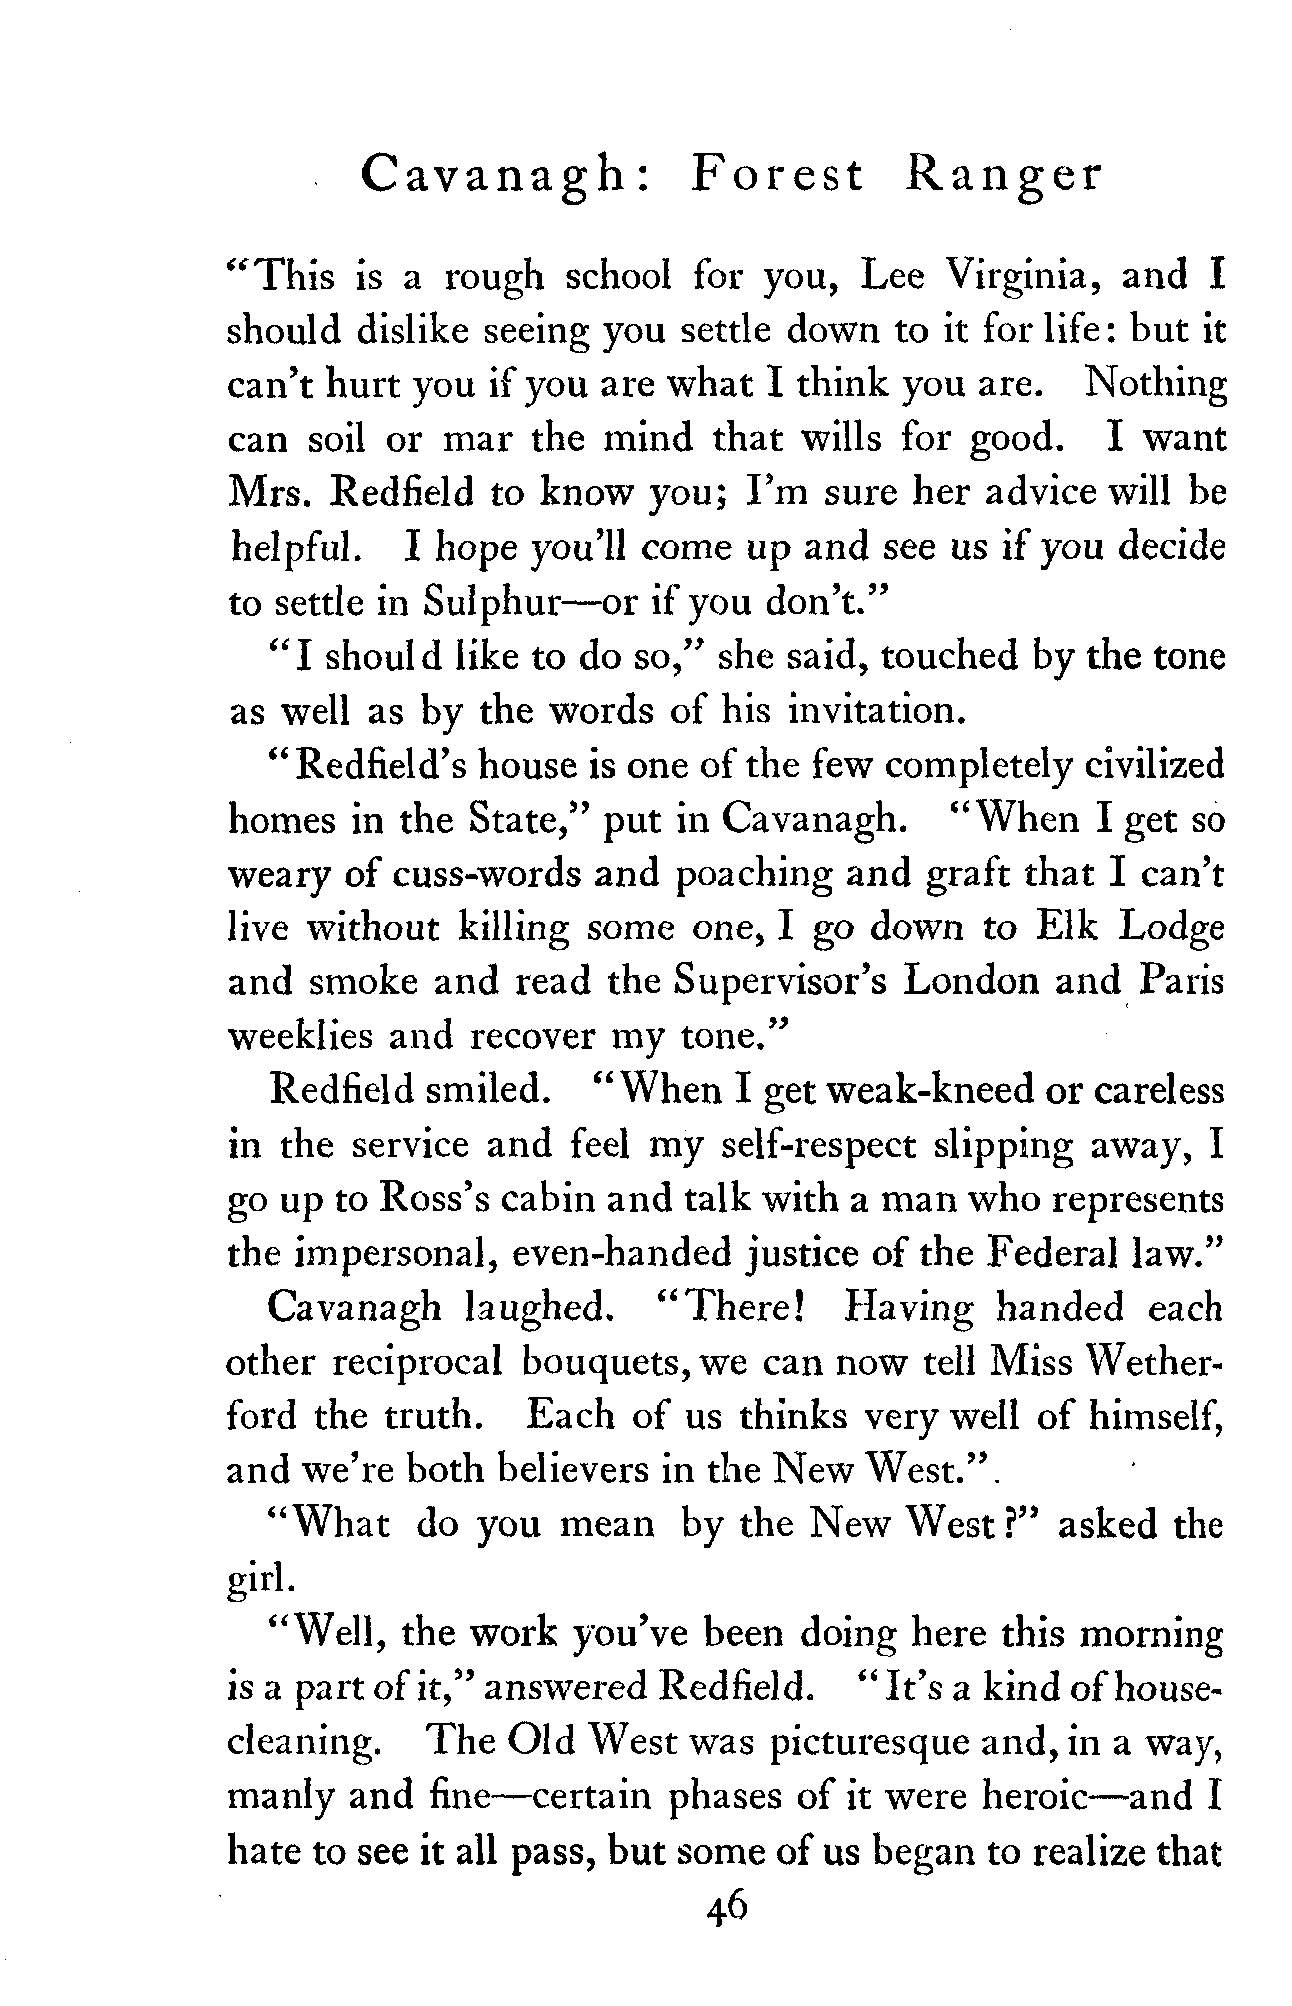 Cavanagh: Forest Ranger
"This is a rough school for you, Lee Virginia, and I
should dislike seeing you settle down to it for life: but it
can't hurt you if you are what I think you are. Nothing
can soil or mar the mind that wills for good. I want
Mrs. Redfield to know you; I'm sure her advice will be
helpful. I hope you'll come up and see us if you decide
to settle in Sulphur—or if you don't."
"I should like to do so," she said, touched by the tone
as well as by the words of his invitation.
"Redfield's house is one of the few completely civilized
homes in the State," put in Cavanagh. "When I get so
weary of cuss-words and poaching and graft that I can't
live without killing some one, I go down to Elk Lodge
and smoke and read the Supervisor's London and Paris
weeklies and recover my tone."
Redfield smiled. "When I get weak-kneed or careless
in the service and feel my self-respect slipping away, I
go up to Ross's cabin and talk with a man who represents
the impersonal, even-handed justice of the Federal law."
Cavanagh laughed. "There! Having handed each
other reciprocal bouquets, we can now tell Miss Wether-
ford the truth. Each of us thinks very well of himself,
and we're both believers in the New West.".
"What do you mean by the New West?" asked the
girl.
"Well, the work you've been doing here this morning
is a part of it," answered Redfield. "It's a kind of house-
cleaning. The Old West was picturesque and, in a way,
manly and fine—certain phases of it were heroic—and I
hate to see it all pass, but some of us began to realize that
46